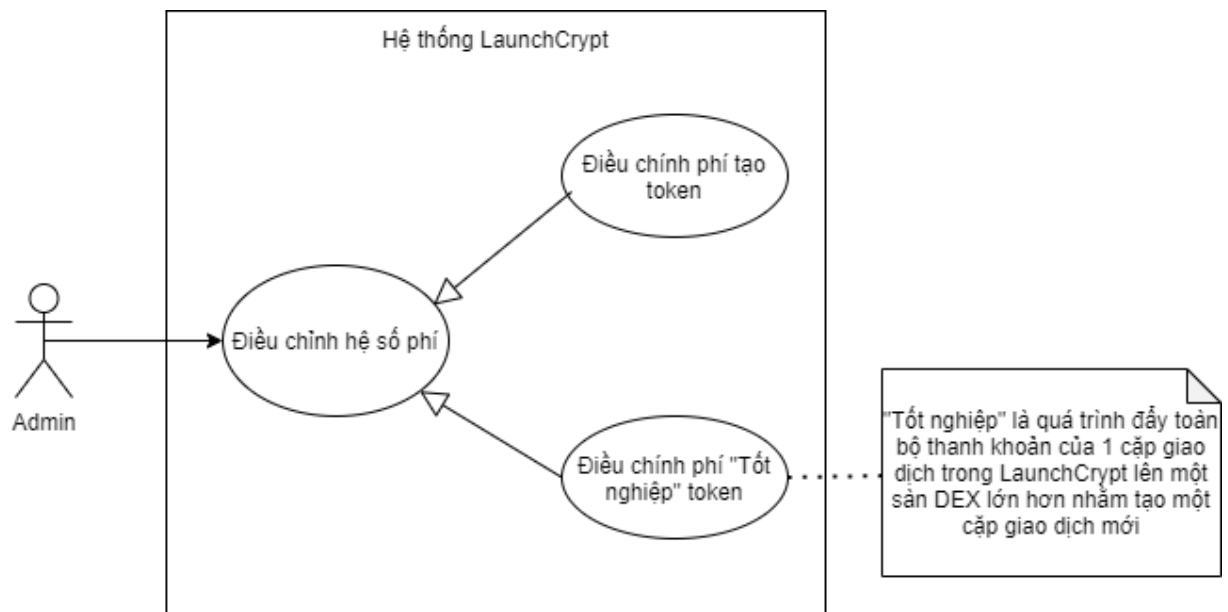 Hệ thống LaunchCrypt
Điều chính phí tạo
token
Điều chỉnh hệ số phí
Admin
Điều chính phí "Tốt
nghiệp" token
"Tốt nghiệp" là quá trình đẩy toàn
bộ thanh khoản của 1 cặp giao
dịch trong LaunchCrypt lên một
sàn DEX lớn hơn nhằm tạo một
cặp giao dịch mới